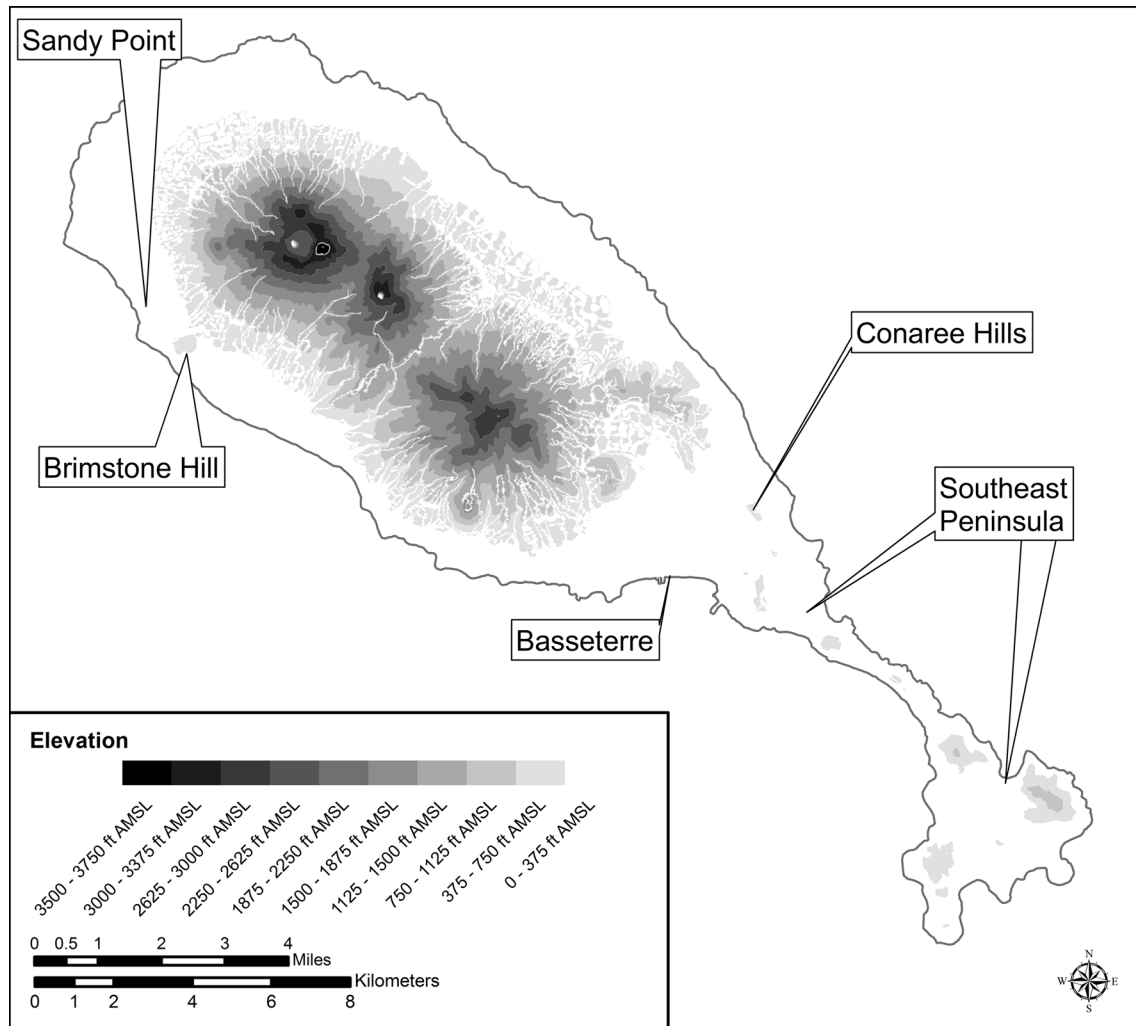 Sandy Point
Conaree Hills
Brimstone Hill
Southeast
Peninsula
Basseterre
Elevation
3500 - 3750 ft AMSL
3000 - 3375 ft AMSL
2625 - 3000 ft AMSL
2250 - 2625 ft AMSL
1875 - 2250 ft AMSL
1500 - 1875 ft AMSL
1125 - 1500 ft AMSL
750 - 1125 ft AMSL
375 - 750 ft AMSL
0 - 375 ft AMSL
0 0.5 1 2 3 4
Miles
Kilometers
0 1 2 4 6 8
N
W E
S